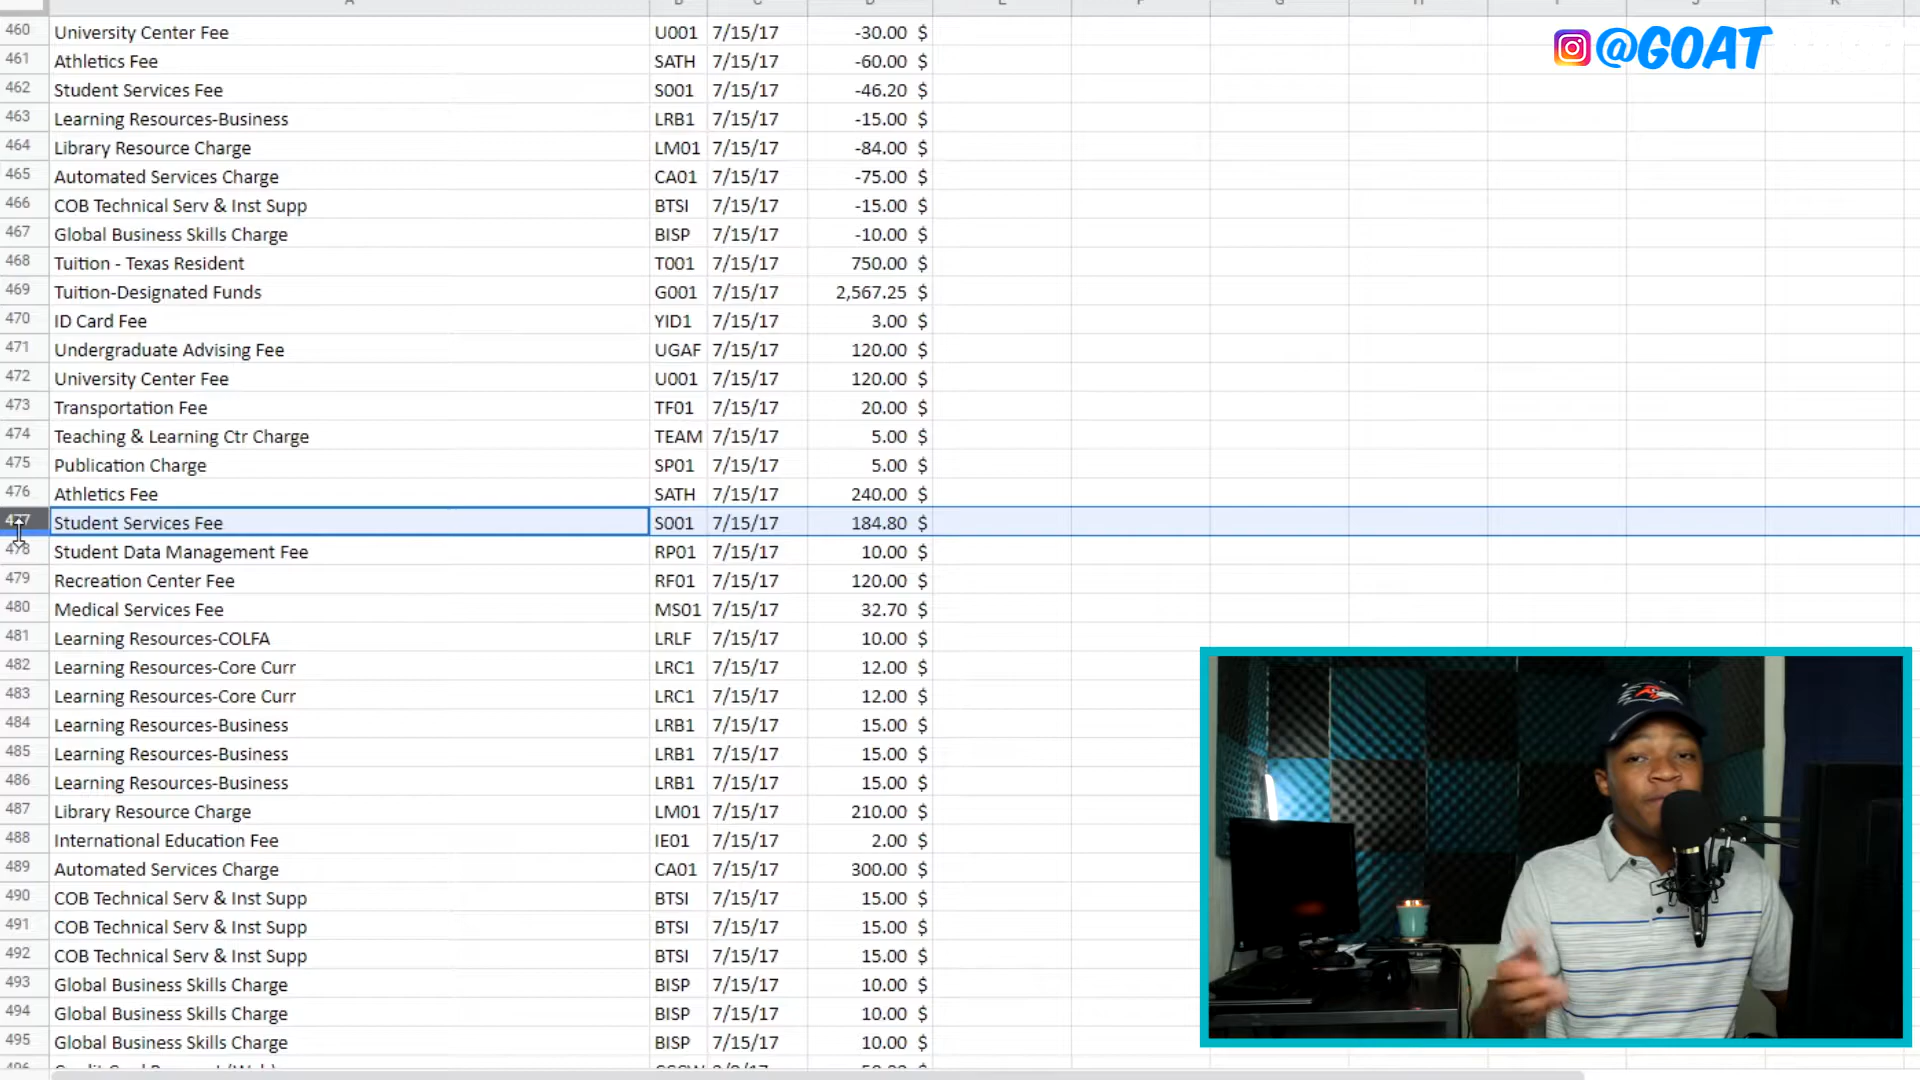 @GOAT
460 University Center Fee U001 7/15/17 -30.00 $
461 Athletics Fee SATH 7/15/17 -60.00 $
462 Student Services Fee S001 7/15/17 -46.20 $
463 Learning Resources-Business LRB1 7/15/17 -15.00 $
464 Library Resource Charge LM01 7/15/17 -84.00 $
465 Automated Services Charge CA01 7/15/17 -75.00 $
466 COB Technical Serv & Inst Supp BTSI 7/15/17 -15.00 $
467 Global Business Skills Charge BISP 7/15/17 -10.00 $
468 Tuition - Texas Resident T001 7/15/17 750.00 $
469 Tuition-Designated Funds G001 7/15/17 2,567.25 $
470 ID Card Fee YID1 7/15/17 3.00 $
471 Undergraduate Advising Fee UGAF 7/15/17 120.00 $
472 University Center Fee U001 7/15/17 120.00 $
473 Transportation Fee TF01 7/15/17 20.00 $
474 Teaching & Learning Ctr Charge TEAM 7/15/17 5.00 $
475 Publication Charge SP01 7/15/17 5.00 $
476 Athletics Fee SATH 7/15/17 240.00 $
477 Student Services Fee S001 7/15/17 184.80 $
478 Student Data Management Fee RP01 7/15/17 10.00 $
479 Recreation Center Fee RF01 7/15/17 120.00 $
480 Medical Services Fee MS01 7/15/17 32.70 $
481 Learning Resources-COLFA LRLF 7/15/17 10.00 $
482 Learning Resources-Core Curr LRC1 7/15/17 12.00 $
483 Learning Resources-Core Curr LRC1 7/15/17 12.00 $
484 Learning Resources-Business LRB1 7/15/17 15.00 $
485 Learning Resources-Business LRB1 7/15/17 15.00 $
486 Learning Resources-Business LRB1 7/15/17 15.00 $
487 Library Resource Charge LM01 7/15/17 210.00 $
488 International Education Fee IE01 7/15/17 2.00 $
489 Automated Services Charge CA01 7/15/17 300.00 $
490 COB Technical Serv & Inst Supp BTSI 7/15/17 15.00 $
491 COB Technical Serv & Inst Supp BTSI 7/15/17 15.00 $
492 COB Technical Serv & Inst Supp BTSI 7/15/17 15.00 $
493 Global Business Skills Charge BISP 7/15/17 10.00 $
494 Global Business Skills Charge BISP 7/15/17 10.00 $
495 Global Business Skills Charge BISP 7/15/17 10.00 $